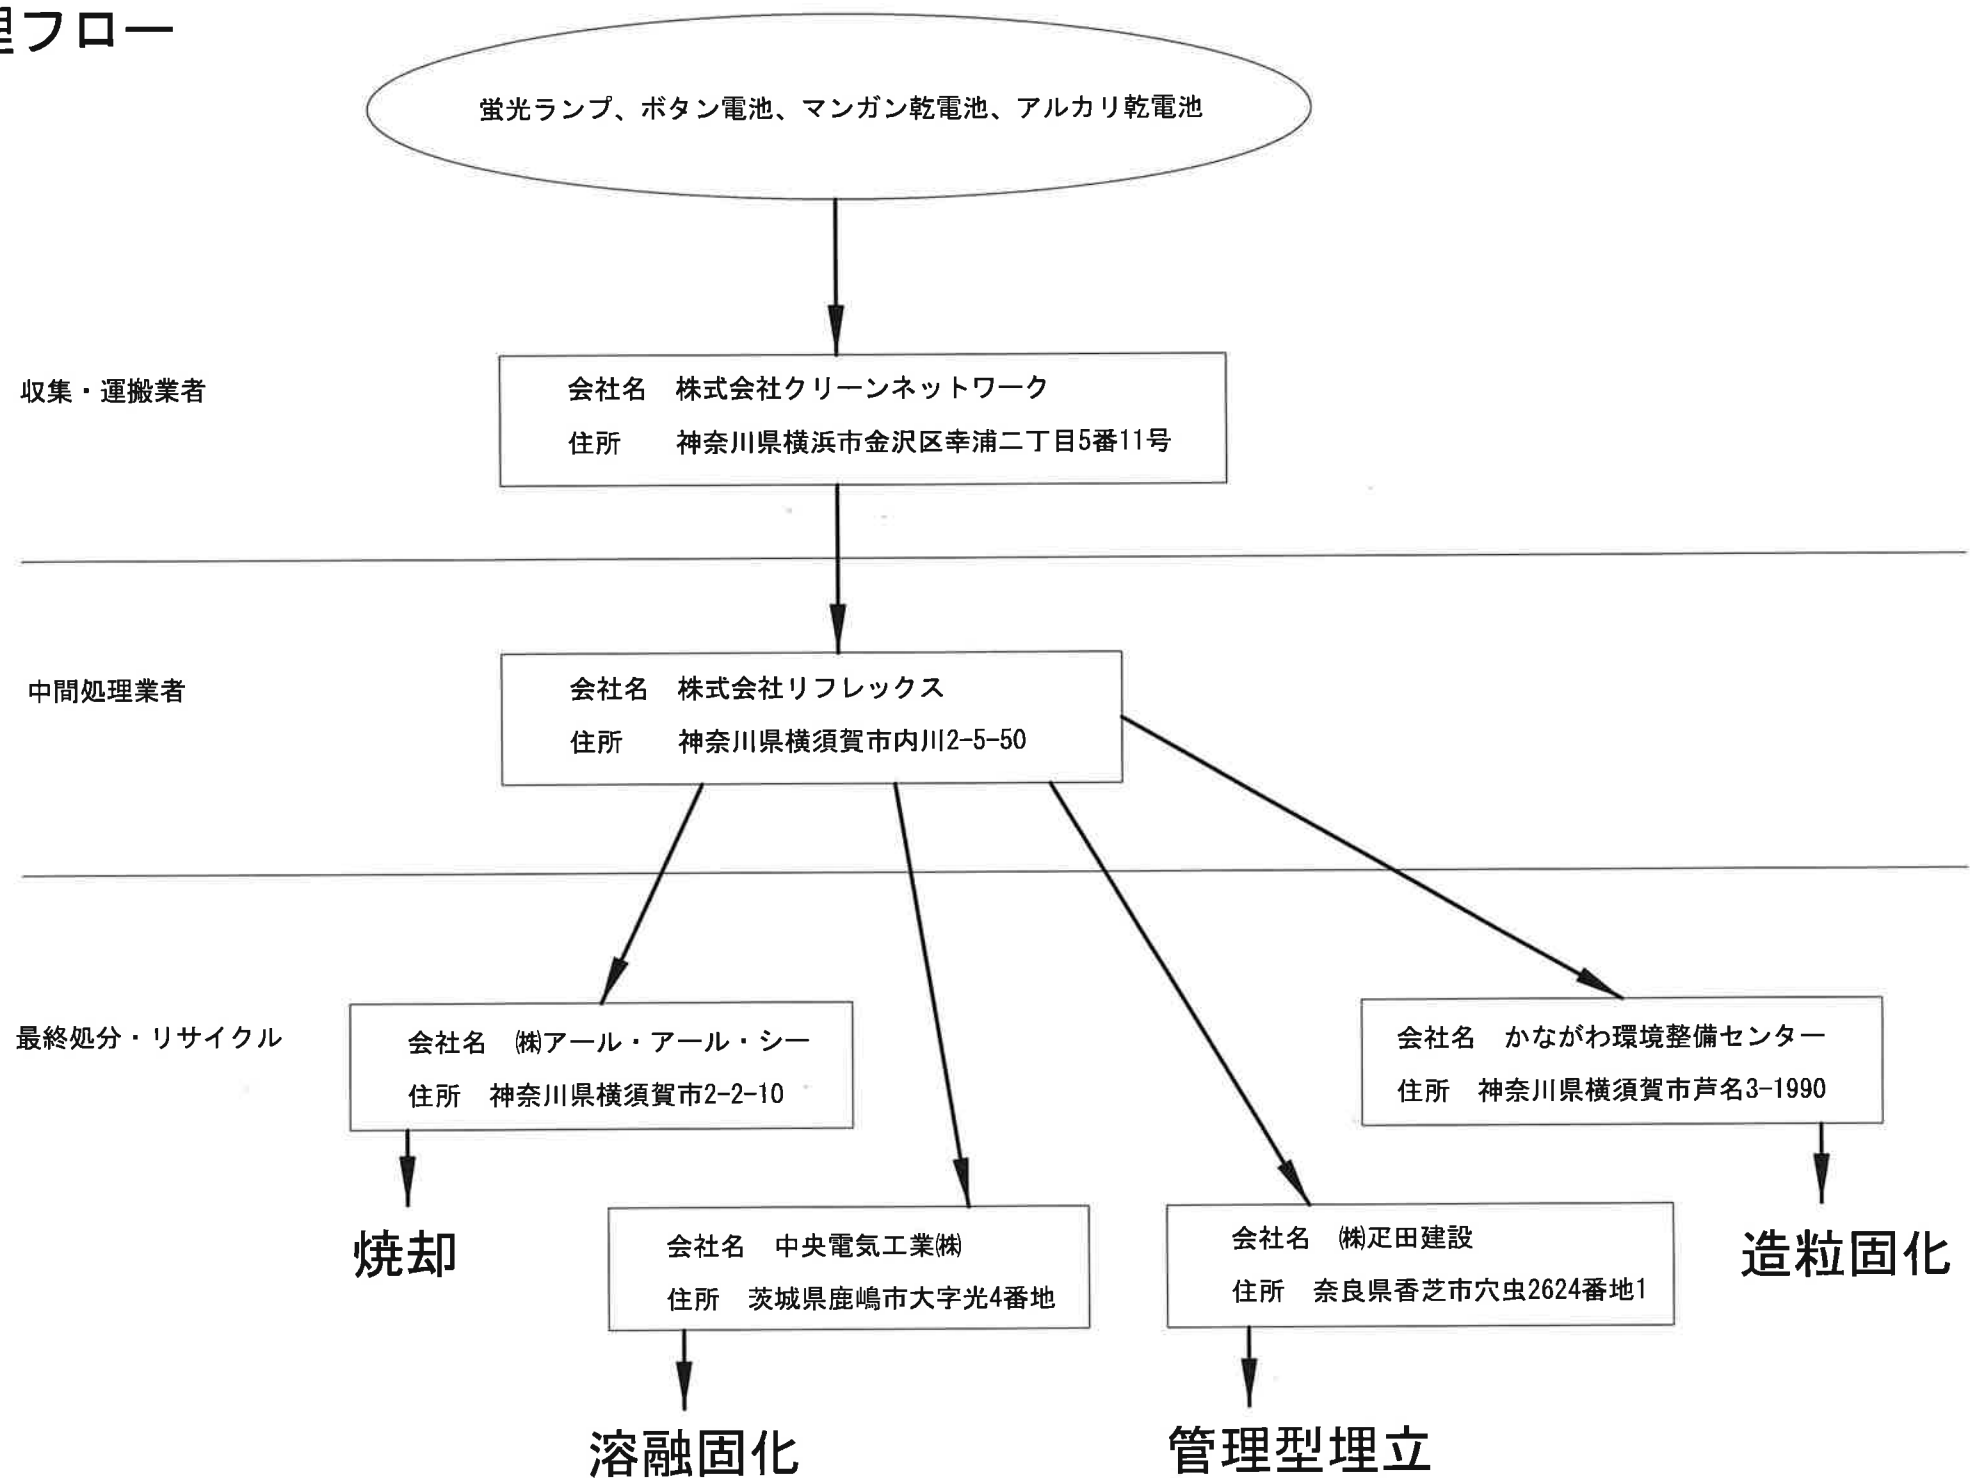 理フロー
蛍光ランプ、ボタン電池、マンガン乾電池、アルカリ乾電池
収集・運搬業者
会社名　株式会社クリーンネットワーク
住所　　神奈川県横浜市金沢区幸浦二丁目5番11号
中間処理業者
会社名　株式会社リフレックス
住所　　神奈川県横須賀市内川2-5-50
最終処分・リサイクル
会社名　㈱アール・アール・シー
住所　神奈川県横須賀市2-2-10
焼却
会社名　中央電気工業㈱
住所　茨城県鹿嶋市大字光4番地
溶融固化
会社名　㈱疋田建設
住所　奈良県香芝市穴虫2624番地1
管理型埋立
会社名　かながわ環境整備センター
住所　神奈川県横須賀市芦名3-1990
造粒固化